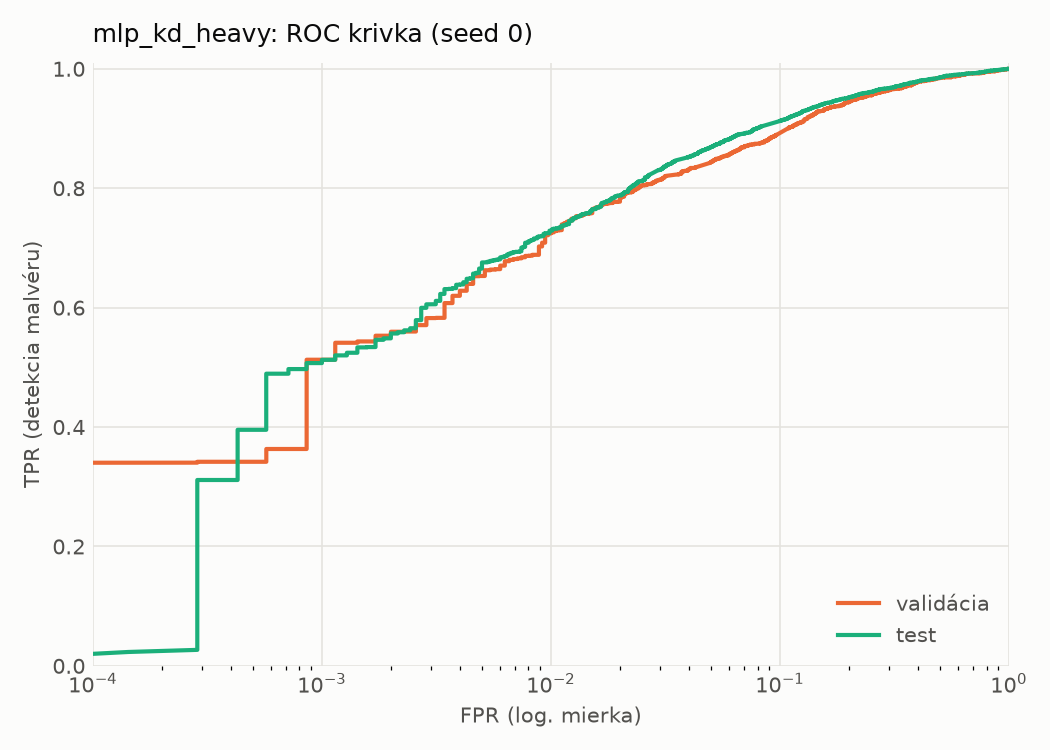 mlp_kd_heavy: ROC krivka (seed 0)
1.0
0.8
0.6
0.4
0.2
0.0
TPR (detekcia malvéru)
10⁻⁴
10⁻³
10⁻²
10⁻¹
10⁰
FPR (log. mierka)
validácia
test